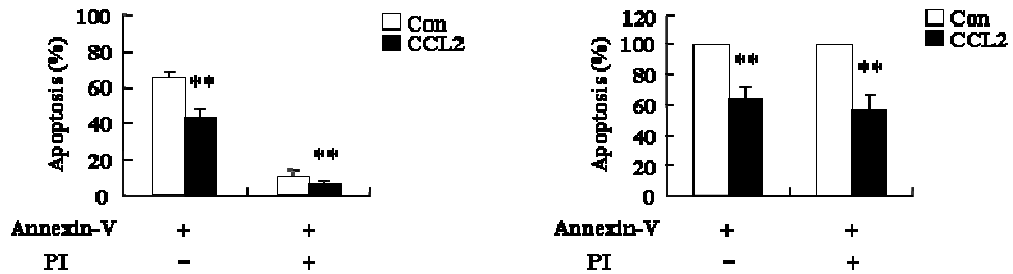 100
80
60
40
20
0
Apoptosis (%)
Con
CCL2
**
**
Annexin-V + +
PI − +
120
100
80
60
40
20
0
Apoptosis (%)
Con
CCL2
**
**
Annexin-V + +
PI − +